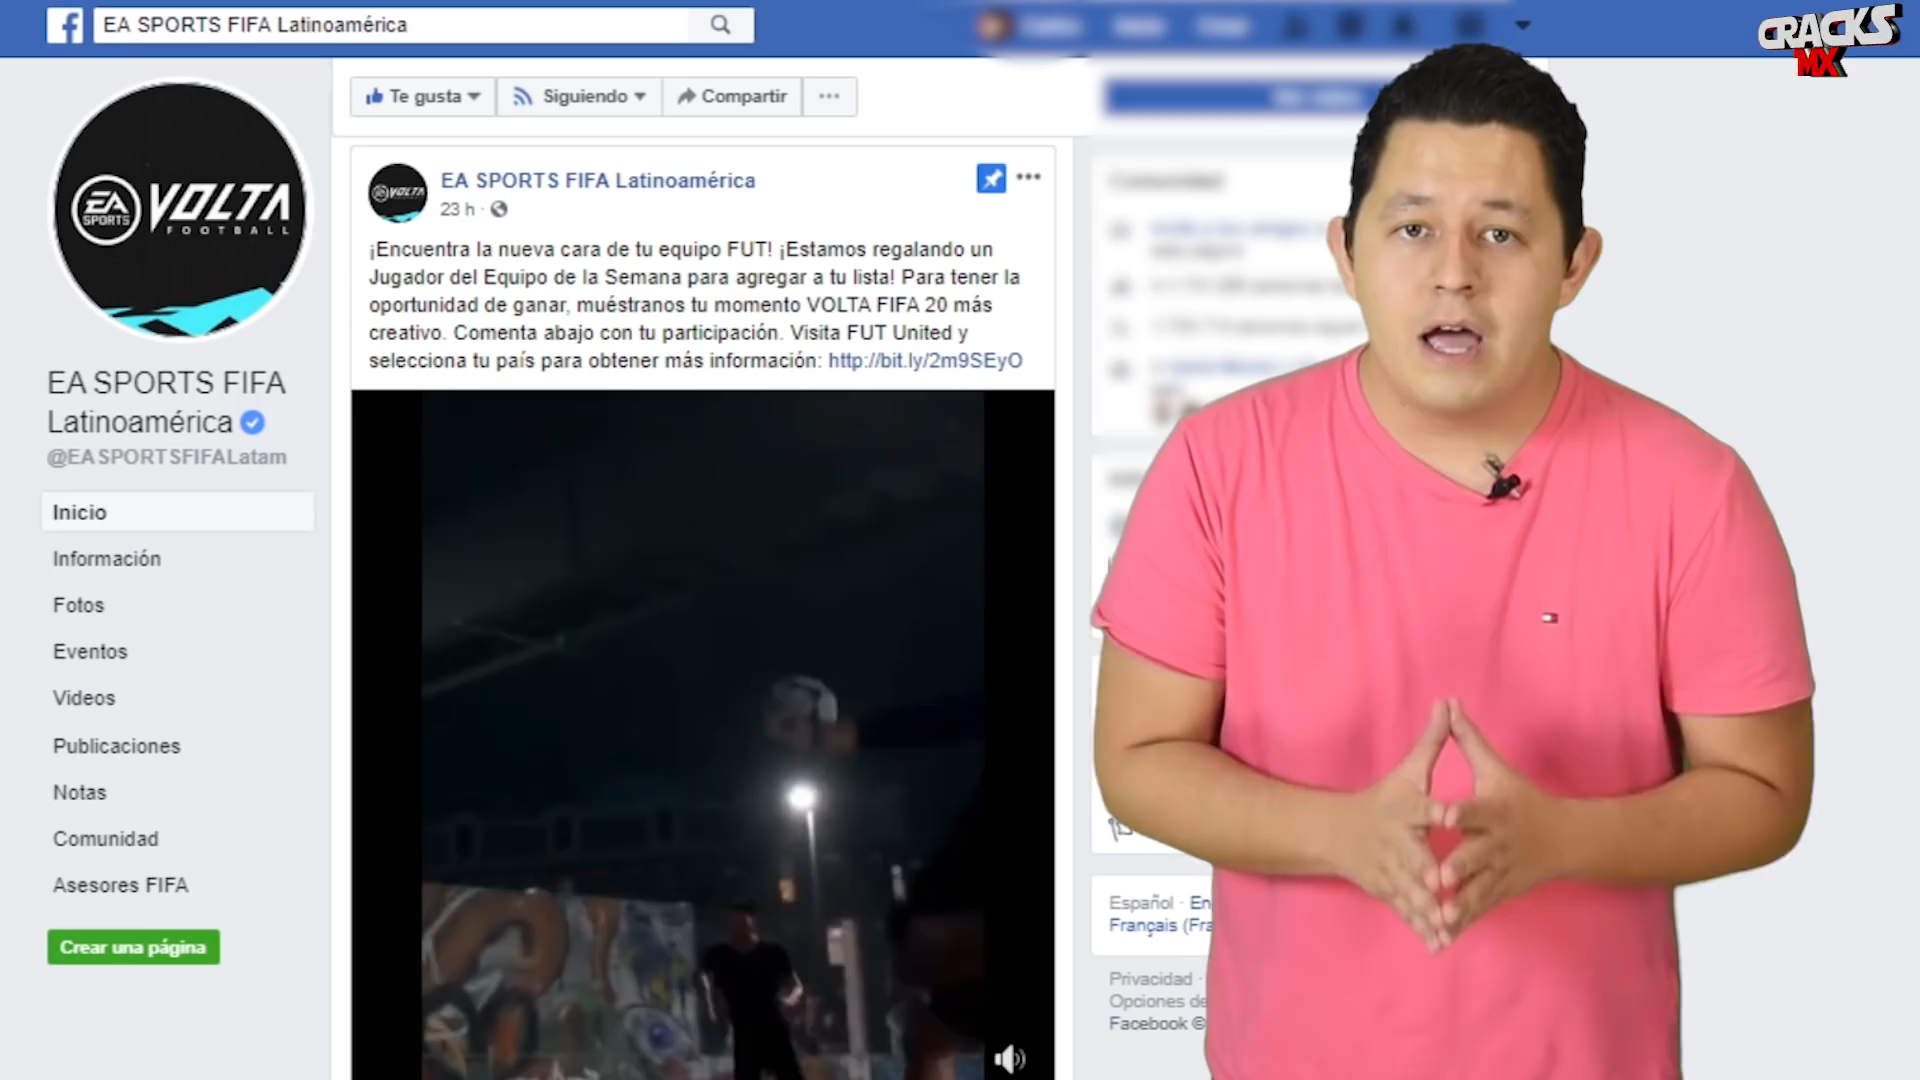 EA SPORTS FIFA Latinoamérica
CRACKS
MX
Te gusta
Siguiendo
Compartir
EA SPORTS
VOLTA
FOOTBALL
EA SPORTS FIFA
Latinoamérica
@EASPORTSFIFALatam
Inicio
Información
Fotos
Eventos
Videos
Publicaciones
Notas
Comunidad
Asesores FIFA
Crear una página
EA SPORTS FIFA Latinoamérica
23 h ·
¡Encuentra la nueva cara de tu equipo FUT! ¡Estamos regalando un
Jugador del Equipo de la Semana para agregar a tu lista! Para tener la
oportunidad de ganar, muéstranos tu momento VOLTA FIFA 20 más
creativo. Comenta abajo con tu participación. Visita FUT United y
selecciona tu país para obtener más información: http://bit.ly/2m9SEyO
Español · En
Français (Fra
Privacidad ·
Opciones de
Facebook ©